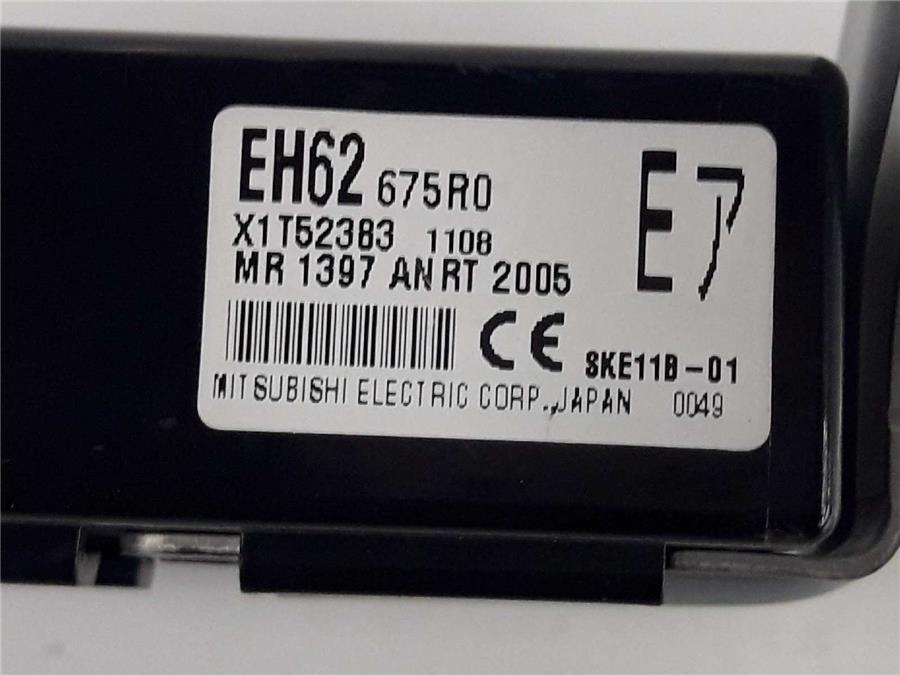 EH62 675R0
E7
X1T52383 1108
MR 1397 ANRT 2005
CE SKE11B-01
MITSUBISHI ELECTRIC CORP.,JAPAN 0049